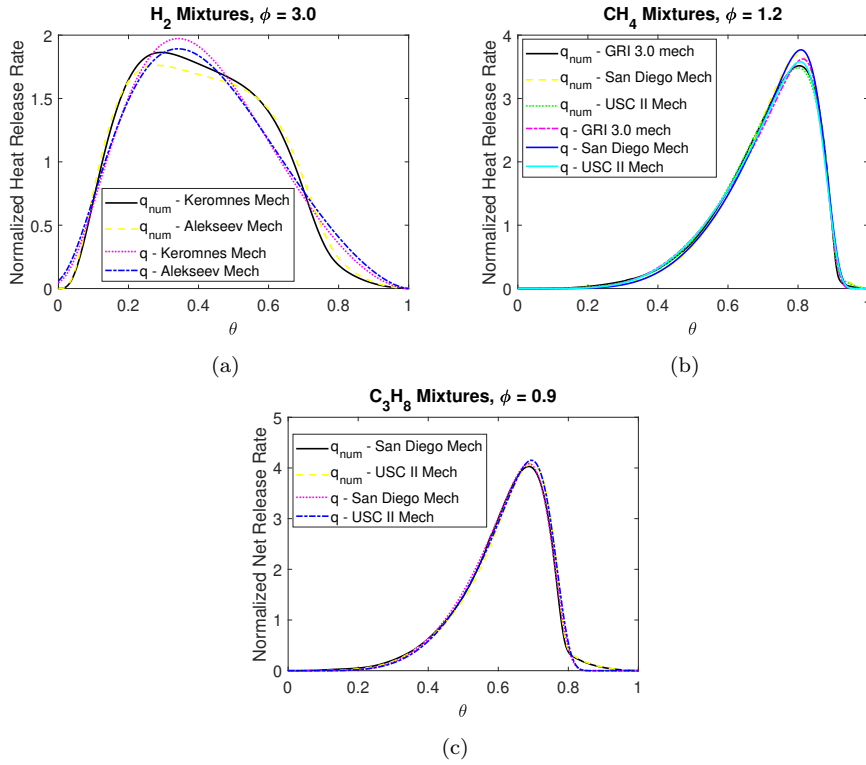 H2 Mixtures, ϕ = 3.0
Normalized Heat Release Rate
2
1.5
1
0.5
0
qnum - Keromnes Mech
qnum - Alekseev Mech
q - Keromnes Mech
q - Alekseev Mech
0 0.2 0.4 0.6 0.8 1
θ
(a)
CH4 Mixtures, ϕ = 1.2
Normalized Heat Release Rate
4
3
2
1
0
qnum - GRI 3.0 mech
qnum - San Diego Mech
qnum - USC II Mech
q - GRI 3.0 mech
q - San Diego Mech
q - USC II Mech
0 0.2 0.4 0.6 0.8 1
θ
(b)
C3H8 Mixtures, ϕ = 0.9
Normalized Net Release Rate
5
4
3
2
1
0
qnum - San Diego Mech
qnum - USC II Mech
q - San Diego Mech
q - USC II Mech
0 0.2 0.4 0.6 0.8 1
θ
(c)